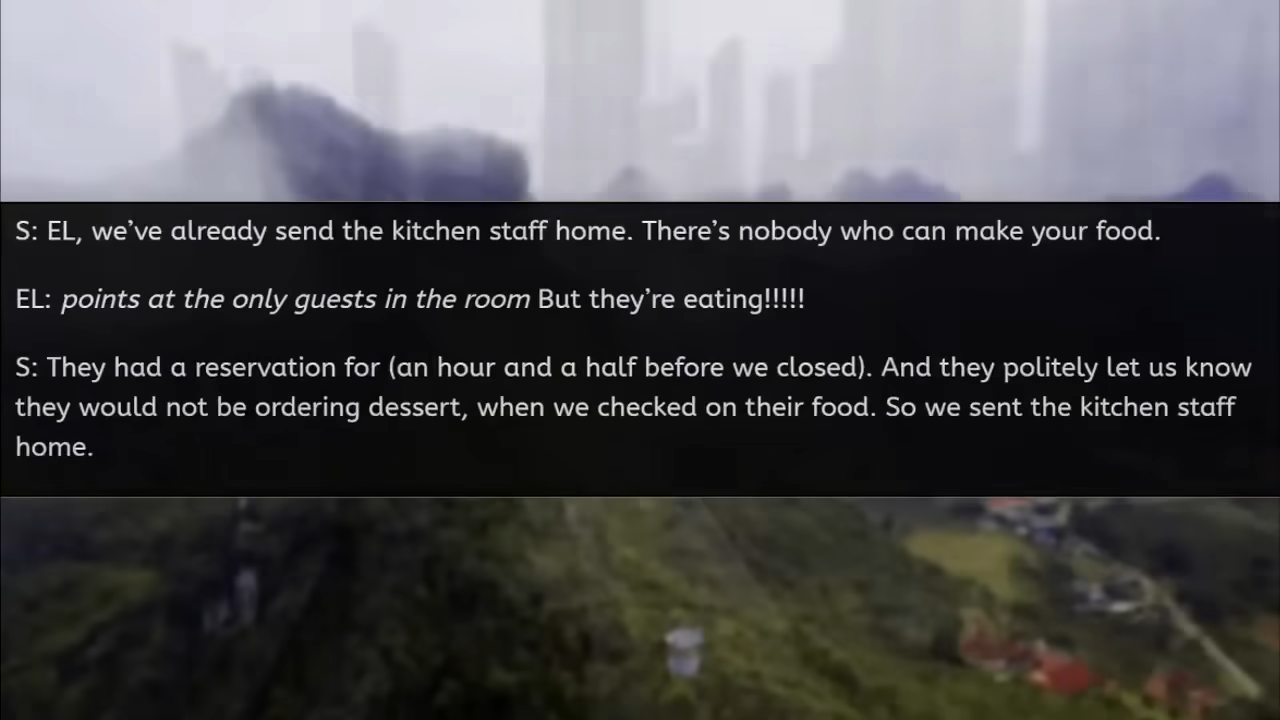 S: EL, we’ve already send the kitchen staff home. There’s nobody who can make your food.
EL: points at the only guests in the room But they’re eating!!!!!
S: They had a reservation for (an hour and a half before we closed). And they politely let us know
they would not be ordering dessert, when we checked on their food. So we sent the kitchen staff
home.